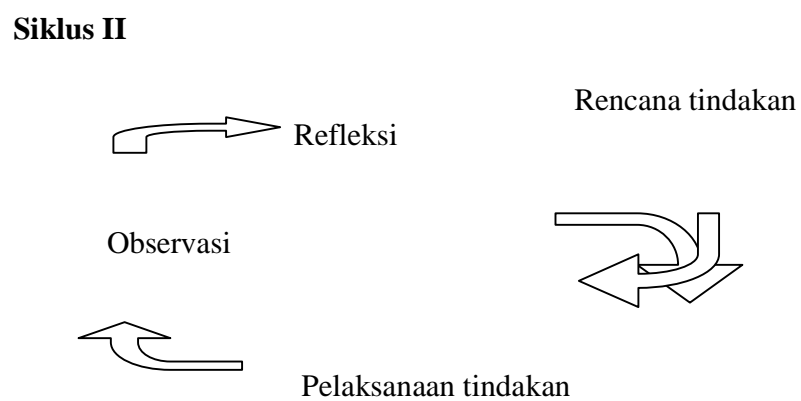 Siklus II
Rencana tindakan
Refleksi
Observasi
Pelaksanaan tindakan